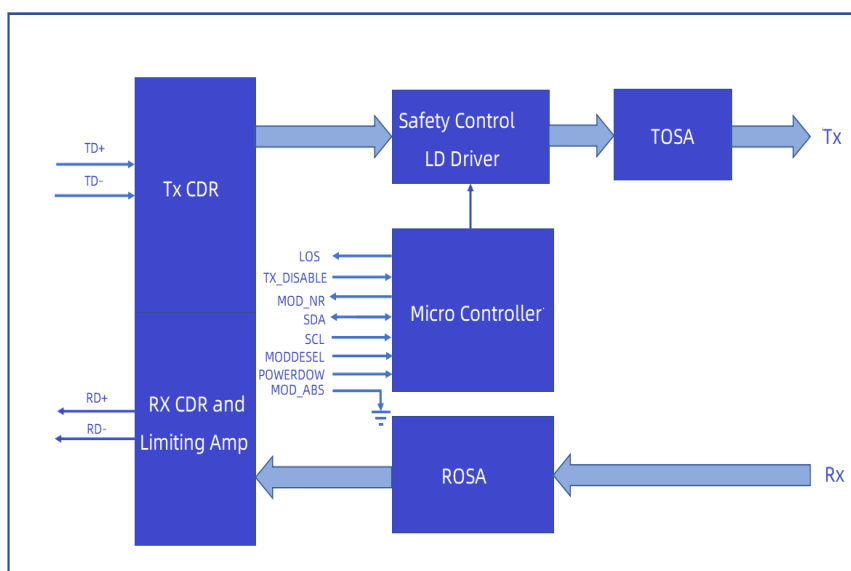 TD+
TD-
Tx CDR
Safety Control
LD Driver
TOSA
Tx
LOS
TX_DISABLE
MOD_NR
SDA
SCL
MODDESEL
POWERDOW
MOD_ABS
Micro Controller
RD+
RD-
RX CDR and
Limiting Amp
ROSA
Rx